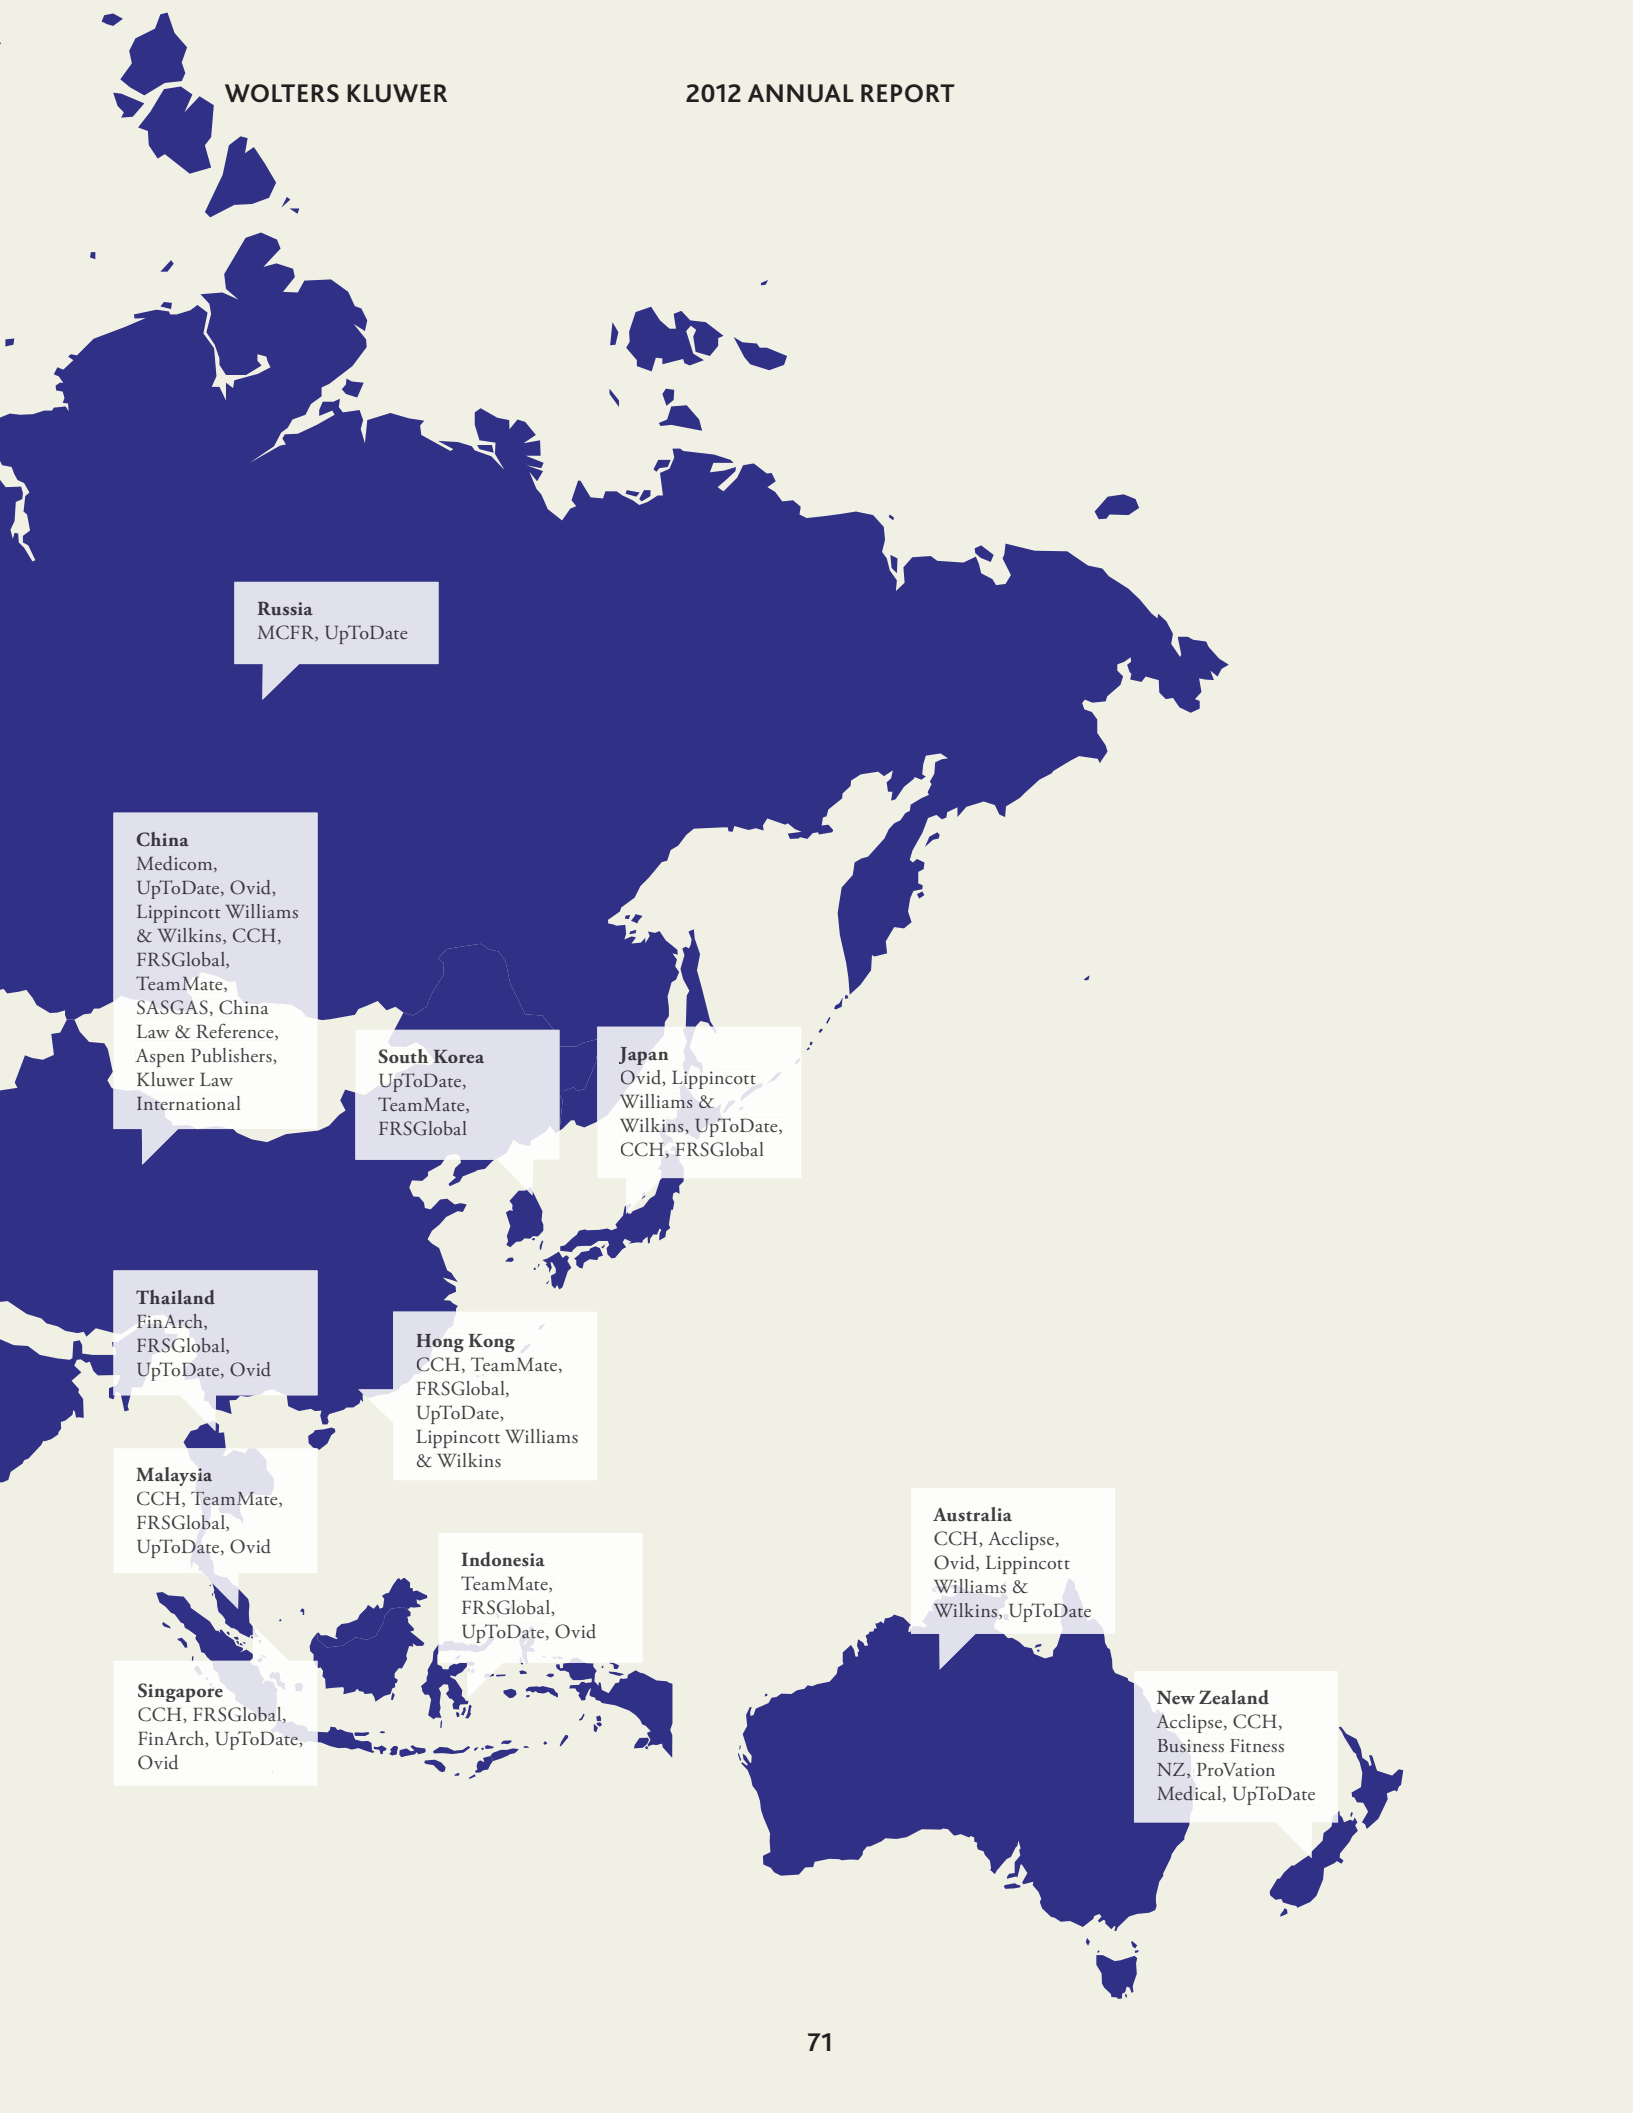 WOLTERS KLUWER
2012 ANNUAL REPORT
Russia
MCFR, UpToDate
China
Medicom,
UpToDate, Ovid,
Lippincott Williams
& Wilkins, CCH,
FRSGlobal,
TeamMate,
SASGAS, China
Law & Reference,
Aspen Publishers,
Kluwer Law
International
South Korea
UpToDate,
TeamMate,
FRSGlobal
Japan
Ovid, Lippincott
Williams &
Wilkins, UpToDate,
CCH, FRSGlobal
Thailand
FinArch,
FRSGlobal,
UpToDate, Ovid
Hong Kong
CCH, TeamMate,
FRSGlobal,
UpToDate,
Lippincott Williams
& Wilkins
Malaysia
CCH, TeamMate,
FRSGlobal,
UpToDate, Ovid
Indonesia
TeamMate,
FRSGlobal,
UpToDate, Ovid
Australia
CCH, Acclipse,
Ovid, Lippincott
Williams &
Wilkins, UpToDate
Singapore
CCH, FRSGlobal,
FinArch, UpToDate,
Ovid
New Zealand
Acclipse, CCH,
Business Fitness
NZ, ProVation
Medical, UpToDate
71